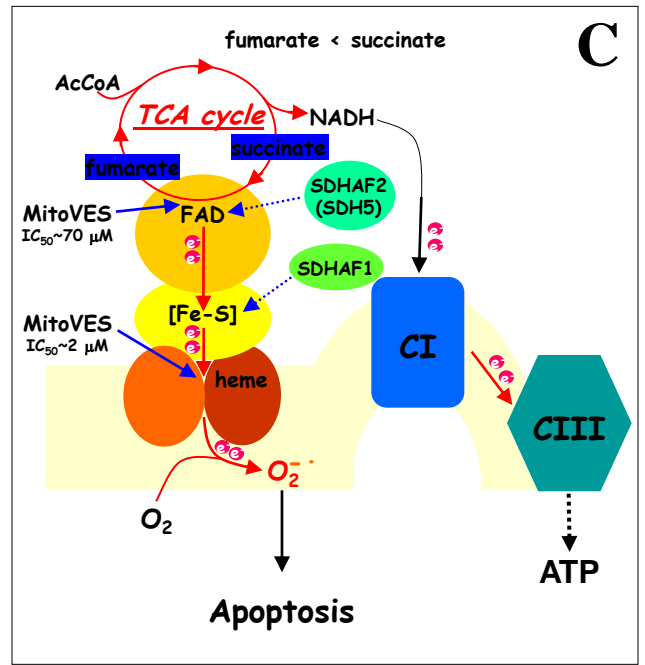 C
fumarate < succinate
AcCoA
TCA cycle
NADH
succinate
fumarate
SDHAF2
(SDH5)
MitoVES
IC₅₀~70 μM
FAD
e⁻
e⁻
e⁻
e⁻
SDHAF1
[Fe-S]
MitoVES
IC₅₀~2 μM
e⁻
e⁻
CI
heme
e⁻
e⁻
CIII
e⁻ e⁻
O₂⁻·
O₂
ATP
Apoptosis